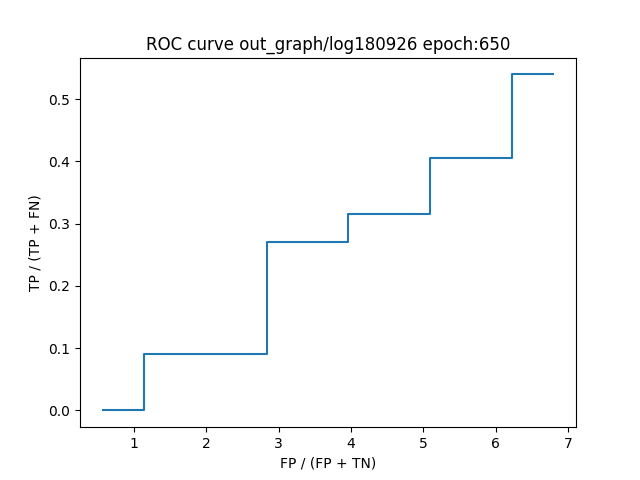 ROC curve out_graph/log180926 epoch:650
TP / (TP + FN)
0.5
0.4
0.3
0.2
0.1
0.0
1 2 3 4 5 6 7
FP / (FP + TN)